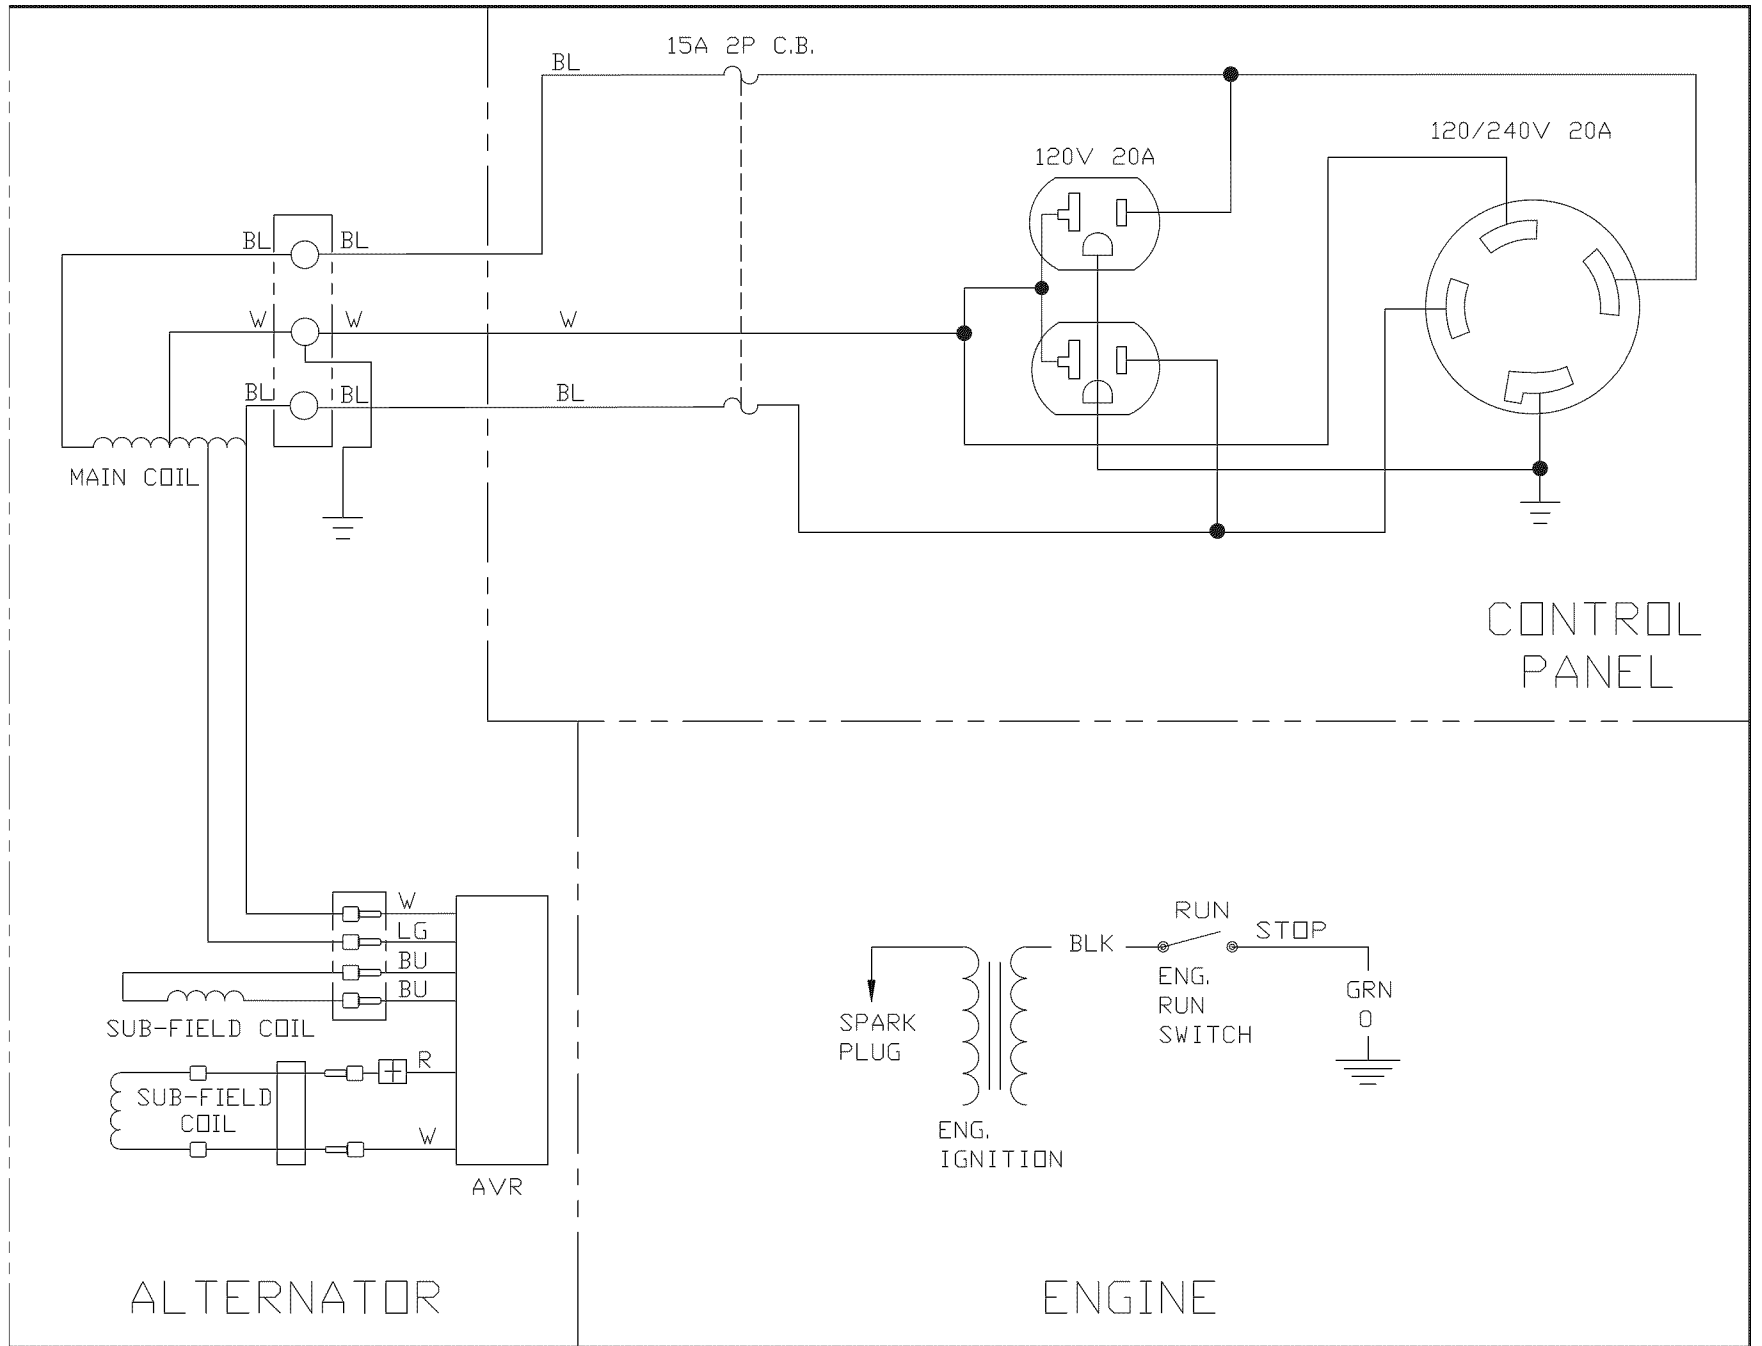 15A 2P C.B.
BL
120/240V 20A
120V 20A
BL
BL
W
W
W
BL
BL
BL
MAIN COIL
CONTROL
PANEL
W
LG
BU
BU
SUB-FIELD COIL
R
SUB-FIELD
COIL
W
AVR
RUN
STOP
BLK
ENG.
RUN
SWITCH
GRN
O
SPARK
PLUG
ENG.
IGNITION
ALTERNATOR
ENGINE